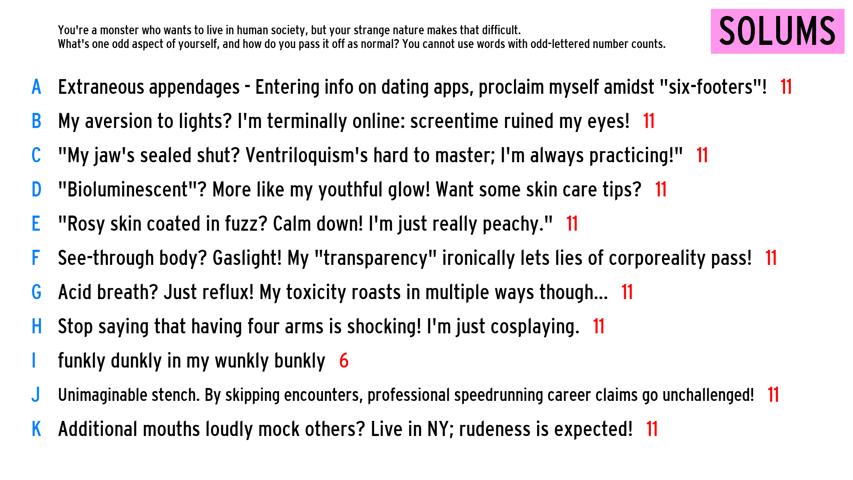 You're a monster who wants to live in human society, but your strange nature makes that difficult.
What's one odd aspect of yourself, and how do you pass it off as normal? You cannot use words with odd-lettered number counts.
SOLUMS
A Extraneous appendages - Entering info on dating apps, proclaim myself amidst "six-footers"! 11
B My aversion to lights? I'm terminally online: screentime ruined my eyes! 11
C "My jaw's sealed shut? Ventriloquism's hard to master; I'm always practicing!" 11
D "Bioluminescent"? More like my youthful glow! Want some skin care tips? 11
E "Rosy skin coated in fuzz? Calm down! I'm just really peachy." 11
F See-through body? Gaslight! My "transparency" ironically lets lies of corporeality pass! 11
G Acid breath? Just reflux! My toxicity roasts in multiple ways though... 11
H Stop saying that having four arms is shocking! I'm just cosplaying. 11
I funkly dunkly in my wunkly bunkly 6
J Unimaginable stench. By skipping encounters, professional speedrunning career claims go unchallenged! 11
K Additional mouths loudly mock others? Live in NY; rudeness is expected! 11